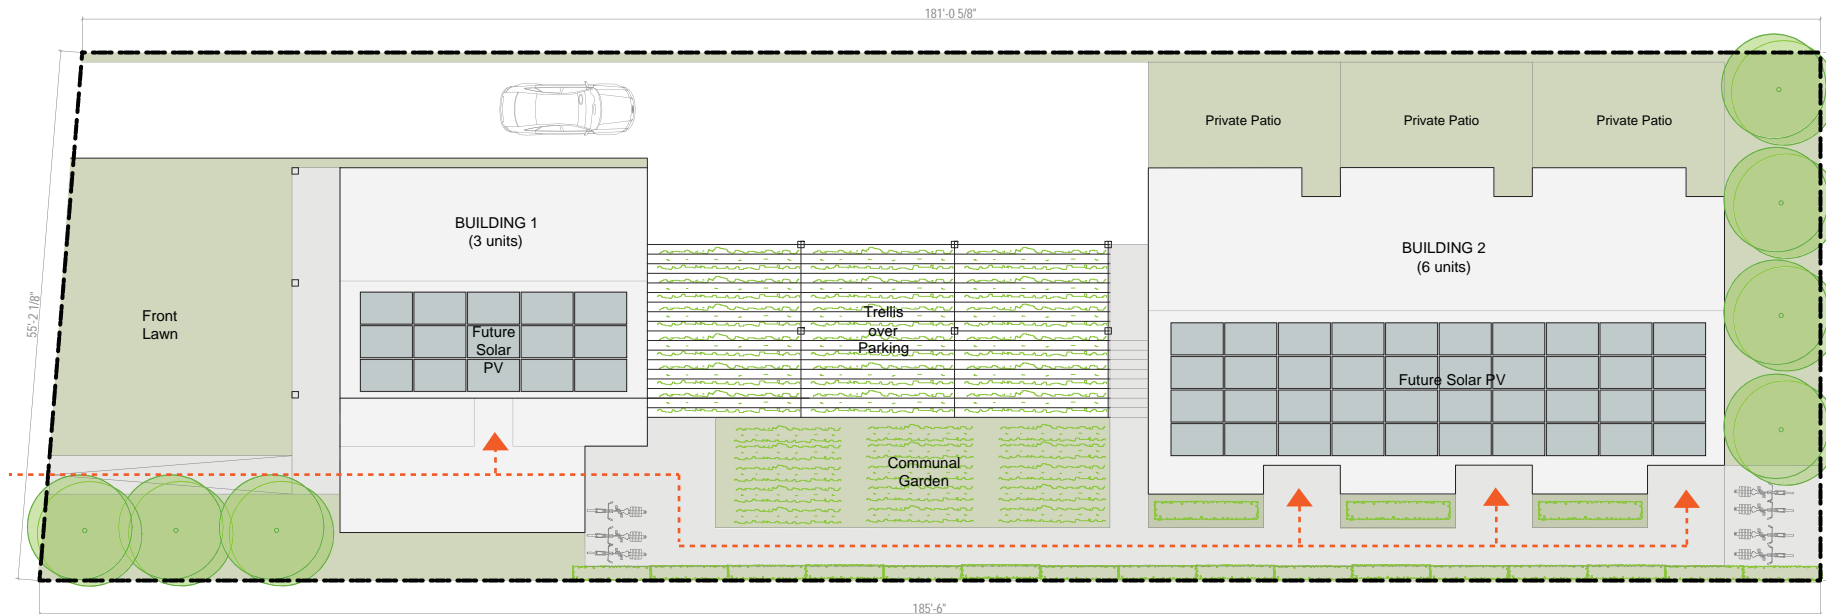 181'-0 5/8"
Private Patio
Private Patio
Private Patio
BUILDING 1
(3 units)
BUILDING 2
(6 units)
55'-2 1/8"
Front
Lawn
Trellis
over
Parking
Future
Solar
PV
Future Solar PV
Communal
Garden
185'-6"